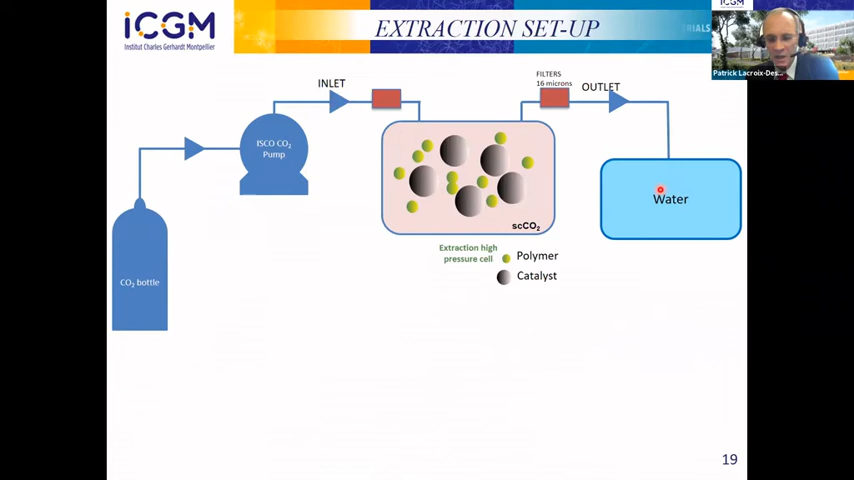 iCGM
Institut Charles Gerhardt Montpellier
EXTRACTION SET-UP
Patrick Lacroix-Des...
INLET
FILTERS
16 microns
OUTLET
ISCO CO₂
Pump
Water
scCO₂
Extraction high
pressure cell
Polymer
Catalyst
CO₂ bottle
19